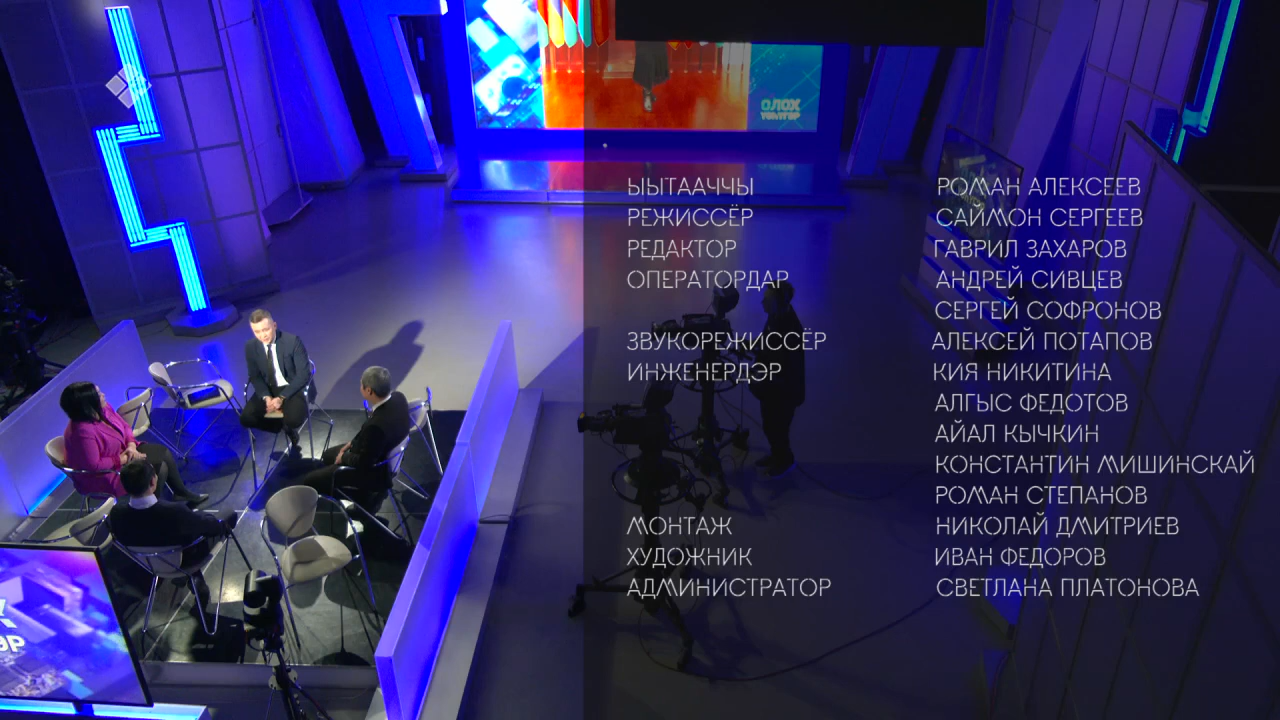 ОЛОХ
ЫЫТААЧЧЫ РОМАН АЛЕКСЕЕВ
РЕЖИССЁР САЙМОН СЕРГЕЕВ
РЕДАКТОР ГАВРИЛ ЗАХАРОВ
ОПЕРАТОРДАР АНДРЕЙ СИВЦЕВ
СЕРГЕЙ СОФРОНОВ
ЗВУКОРЕЖИССЁР АЛЕКСЕЙ ПОТАПОВ
ИНЖЕНЕРДЭР КИЯ НИКИТИНА
АЛГЫС ФЕДОТОВ
АЙАЛ КЫЧКИН
КОНСТАНТИН МИШИНСКАЙ
РОМАН СТЕПАНОВ
МОНТАЖ НИКОЛАЙ ДМИТРИЕВ
ХУДОЖНИК ИВАН ФЕДОРОВ
АДМИНИСТРАТОР СВЕТЛАНА ПЛАТОНОВА